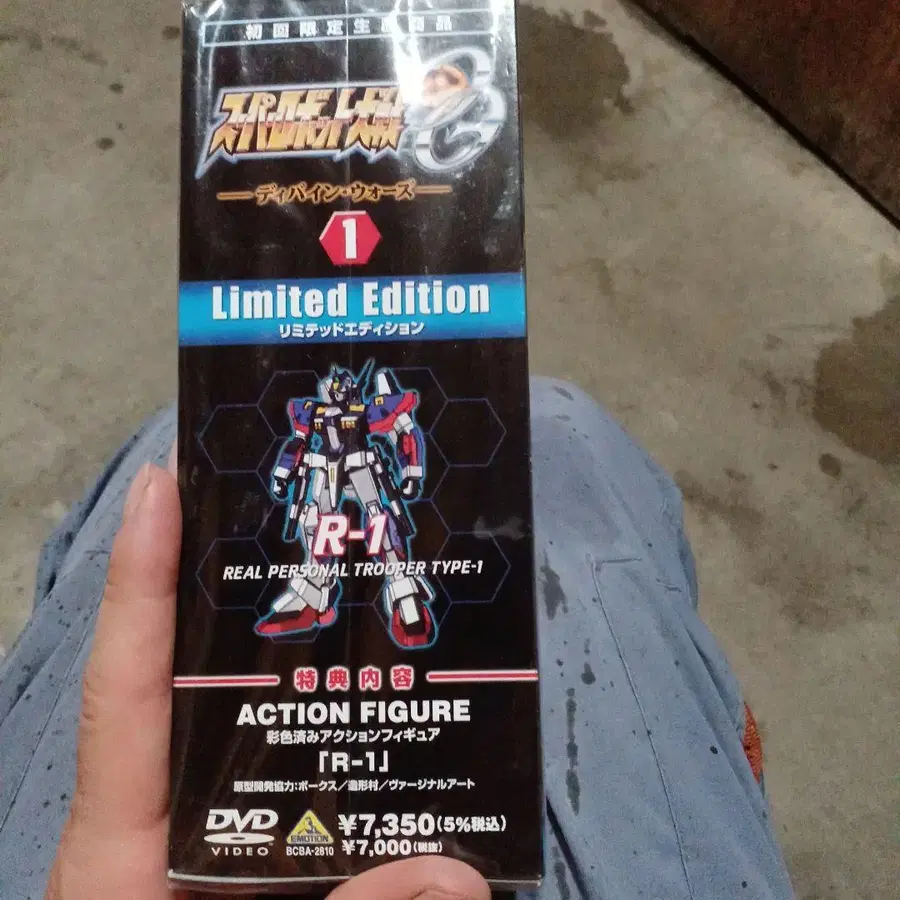 初回限定生産商品
スーパーロボット大戦OG
ディバイン・ウォーズ
1
Limited Edition
リミテッドエディション
R-1
REAL PERSONAL TROOPER TYPE-1
特典内容
ACTION FIGURE
彩色済みアクションフィギュア
「R-1」
原型開発協力:ボークス/造形村/ヴァージナルアート
DVD
VIDEO
EMOTION
BCBA-2810
¥7,350(5%税込)
¥7,000(税抜)